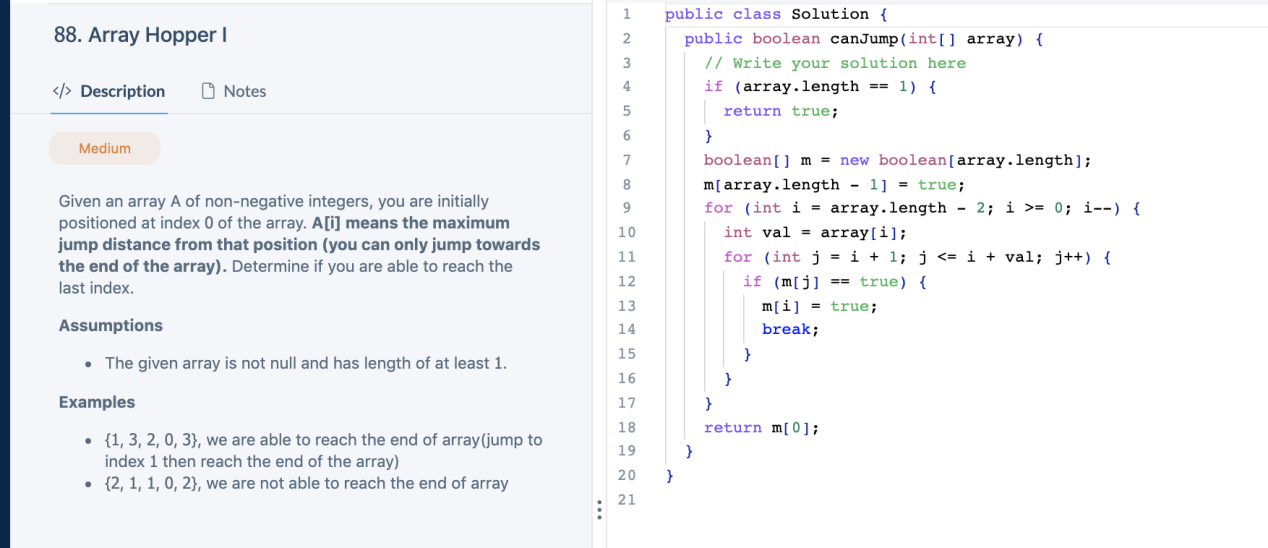 88. Array Hopper I
</> Description Notes
Medium
Given an array A of non-negative integers, you are initially
positioned at index 0 of the array. A[i] means the maximum
jump distance from that position (you can only jump towards
the end of the array). Determine if you are able to reach the
last index.
Assumptions
• The given array is not null and has length of at least 1.
Examples
• {1, 3, 2, 0, 3}, we are able to reach the end of array(jump to
index 1 then reach the end of the array)
• {2, 1, 1, 0, 2}, we are not able to reach the end of array
1 public class Solution {
2   public boolean canJump(int[] array) {
3     // Write your solution here
4     if (array.length == 1) {
5       return true;
6     }
7     boolean[] m = new boolean[array.length];
8     m[array.length - 1] = true;
9     for (int i = array.length - 2; i >= 0; i--) {
10       int val = array[i];
11       for (int j = i + 1; j <= i + val; j++) {
12         if (m[j] == true) {
13           m[i] = true;
14           break;
15         }
16       }
17     }
18     return m[0];
19   }
20 }
21